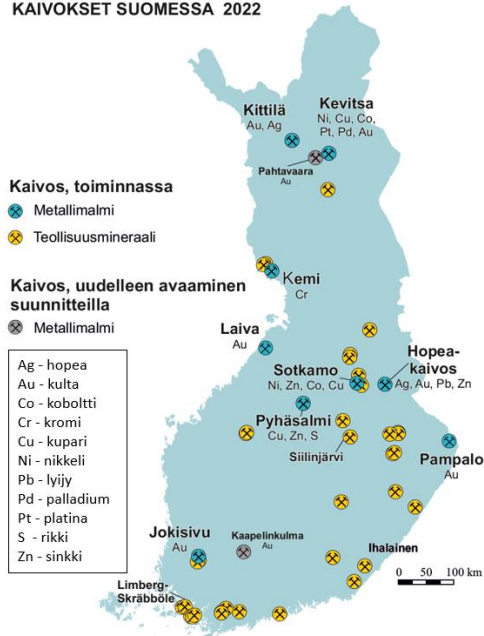 KAIVOKSET SUOMESSA 2022
Kittilä
Au, Ag
Kevitsa
Ni, Cu, Co,
Pt, Pd, Au
Pahtavaara
Au
Kaivos, toiminnassa
Metallimalmi
Teollisuusmineraali
Kaivos, uudelleen avaaminen
suunnitteilla
Metallimalmi
Kemi
Cr
Laiva
Au
Sotkamo
Ni, Zn, Co, Cu
Hopea-
kaivos
Ag, Au, Pb, Zn
Pyhäsalmi
Cu, Zn, S
Siilinjärvi
Pampalo
Au
Ag - hopea
Au - kulta
Co - koboltti
Cr - kromi
Cu - kupari
Ni - nikkeli
Pb - lyijy
Pd - palladium
Pt - platina
S - rikki
Zn - sinkki
Jokisivu
Au
Kaapelinkulma
Au
Ihalainen
Limberg-
Skräbböle
0 50 100 km